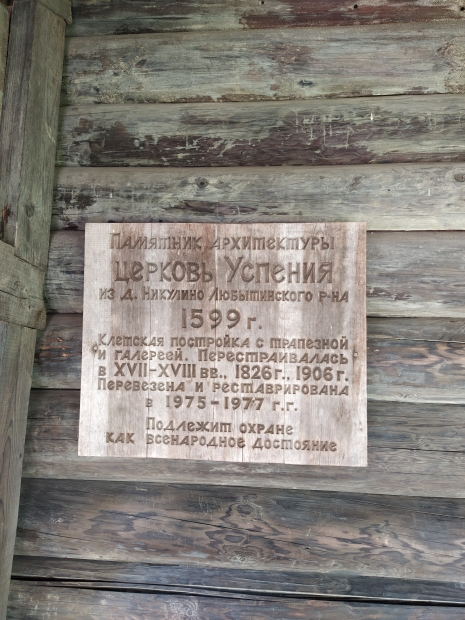 Памятник архитектуры
церковь Успения
из д. Никулино Любытинского р-на
1599 г.
Клетская постройка с трапезной
и галереей. Перестраивалась
в XVII-XVIII вв., 1826 г., 1906 г.
Перевезена и реставрирована
в 1975-1977 г.г.
Подлежит охране
как всенародное достояние